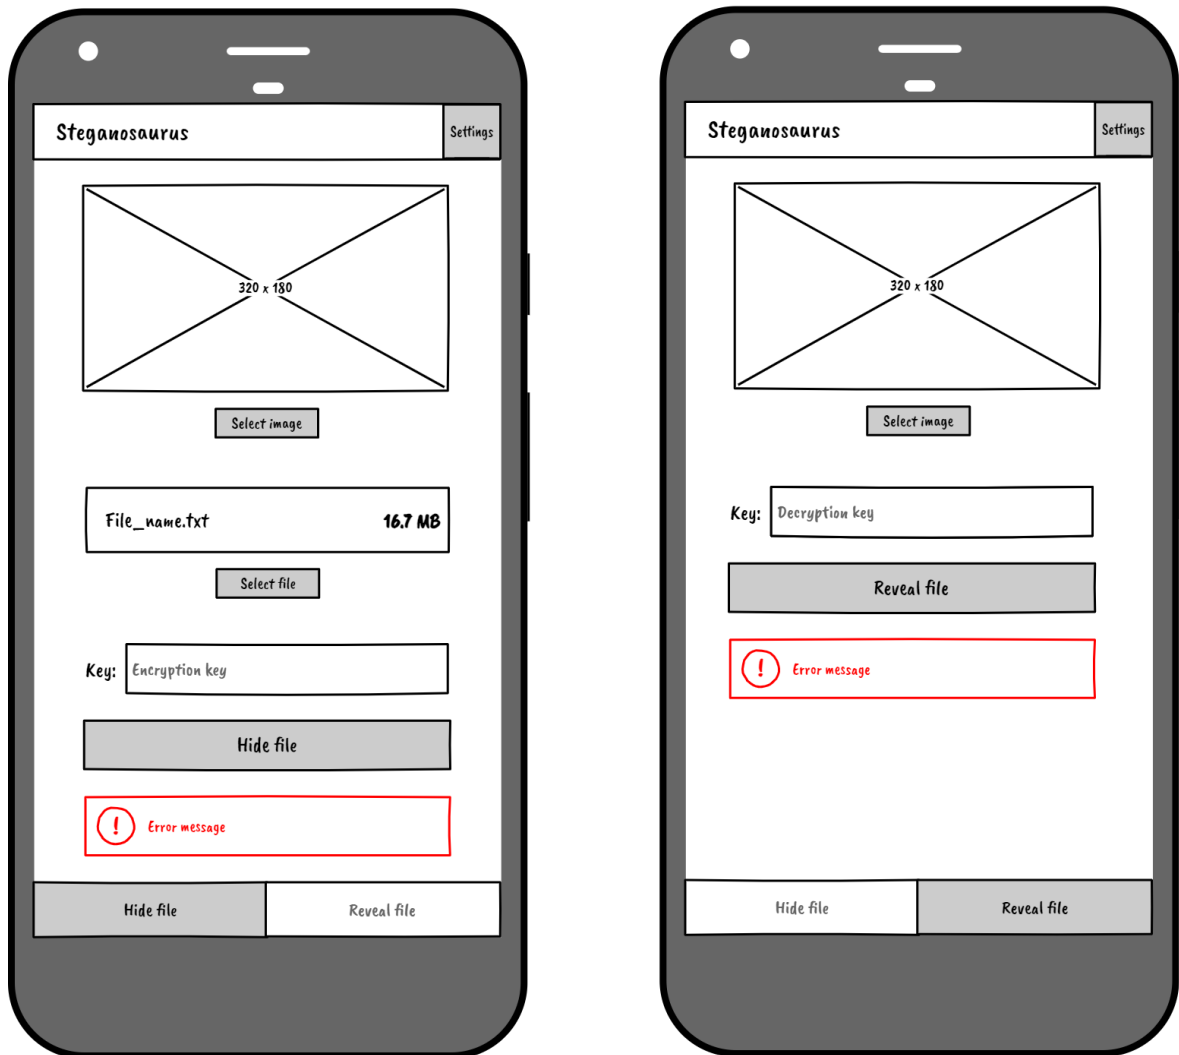 Steganosaurus
Settings
320 x 180
Select image
File_name.txt 16.7 MB
Select file
Key: Encryption key
Hide file
! Error message
Hide file Reveal file
Steganosaurus
Settings
320 x 180
Select image
Key: Decryption key
Reveal file
! Error message
Hide file Reveal file